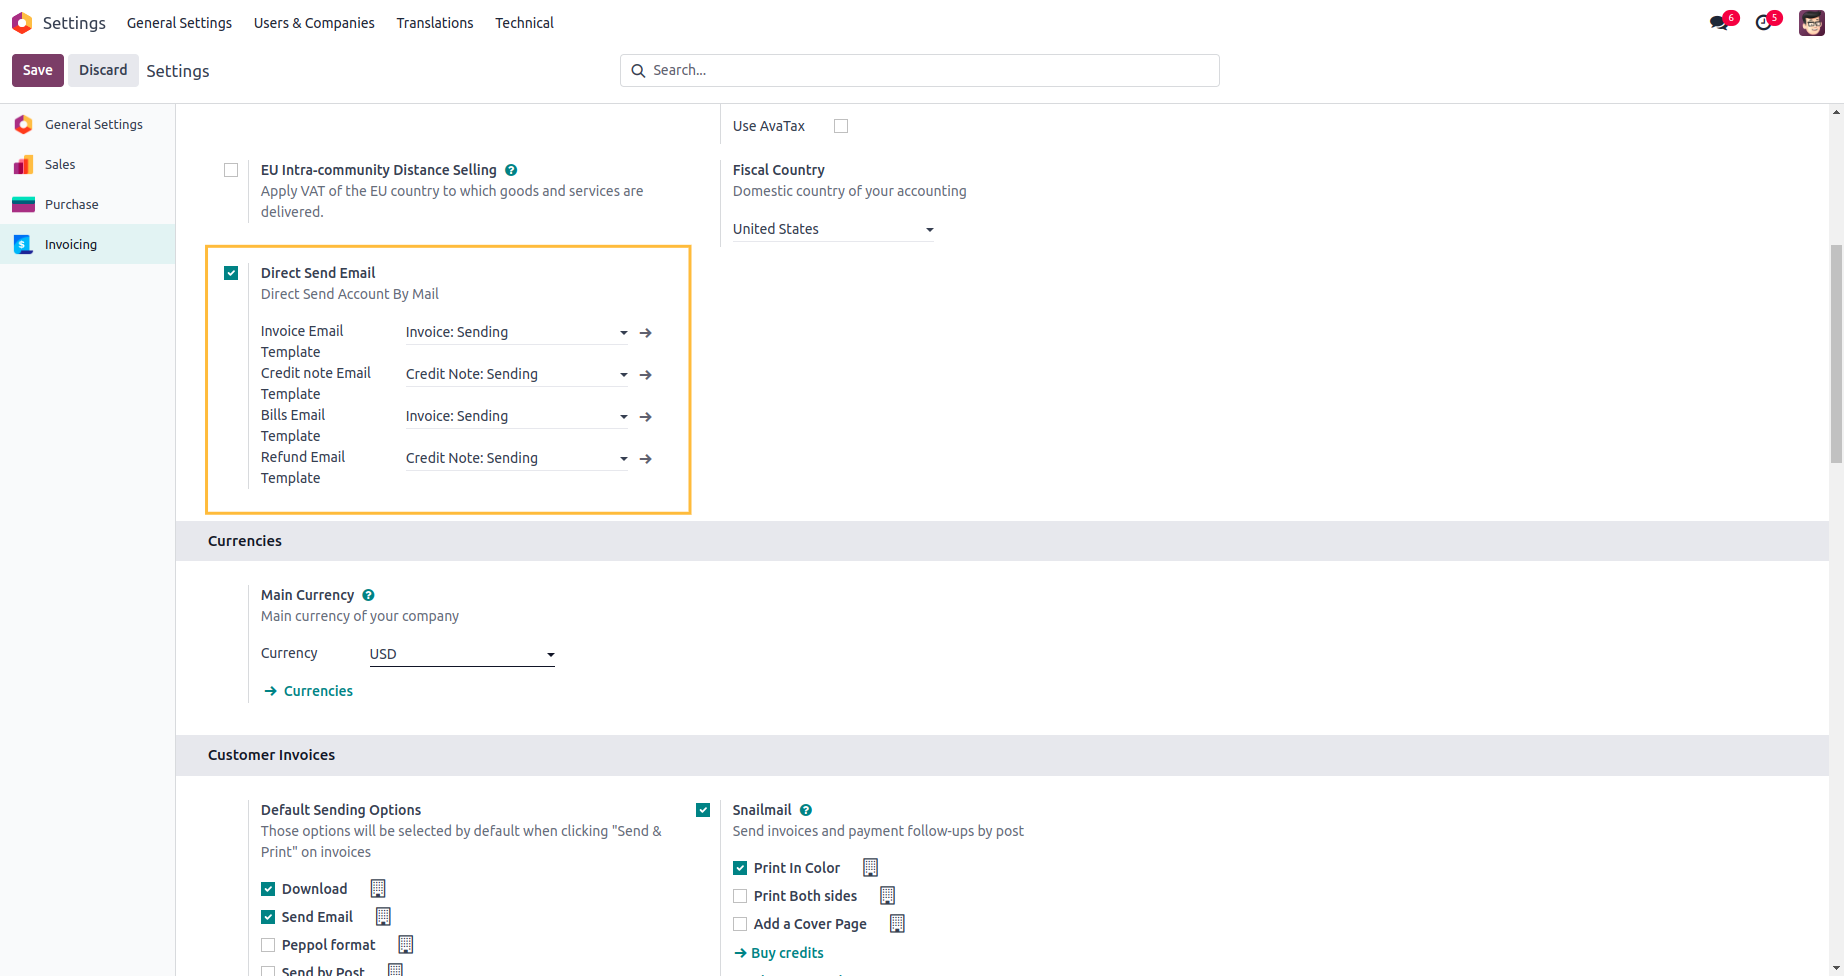 Settings General Settings Users & Companies Translations Technical 6 5
Save Discard Settings Search...
General Settings
Sales
Purchase
Invoicing
Use AvaTax
EU Intra-community Distance Selling ?
Apply VAT of the EU country to which goods and services are
delivered.
Fiscal Country
Domestic country of your accounting
United States
Direct Send Email
Direct Send Account By Mail
Invoice Email
Template
Invoice: Sending
Credit note Email
Template
Credit Note: Sending
Bills Email
Template
Invoice: Sending
Refund Email
Template
Credit Note: Sending
Currencies
Main Currency ?
Main currency of your company
Currency USD
Currencies
Customer Invoices
Default Sending Options
Those options will be selected by default when clicking "Send &
Print" on invoices
Download
Send Email
Peppol format
Send by Post
Snailmail ?
Send invoices and payment follow-ups by post
Print In Color
Print Both sides
Add a Cover Page
Buy credits